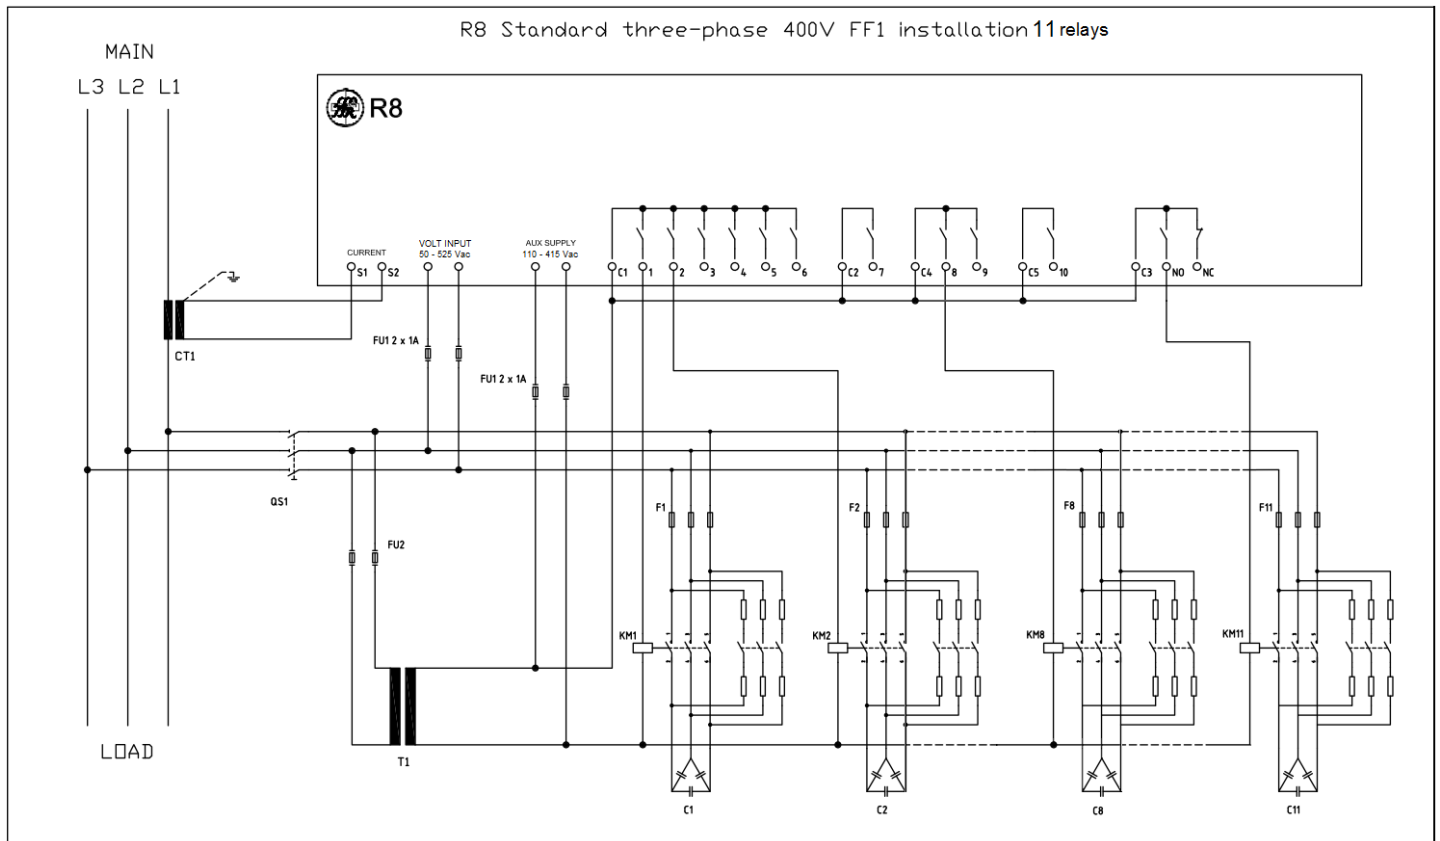 R8 Standard three-phase 400V FF1 installation 11 relays
MAIN
L3 L2 L1
R8
CURRENT
S1 S2
VOLT INPUT
50 - 525 Vac
AUX SUPPLY
110 - 415 Vac
C1 1 2 3 4 5 6 C2 7 C4 8 9 C5 10 C3 NO NC
CT1
FU1 2 x 1A
FU1 2 x 1A
QS1
F1 F2 F8 F11
FU2
KM1 KM2 KM8 KM11
LOAD
T1
C1 C2 C8 C11